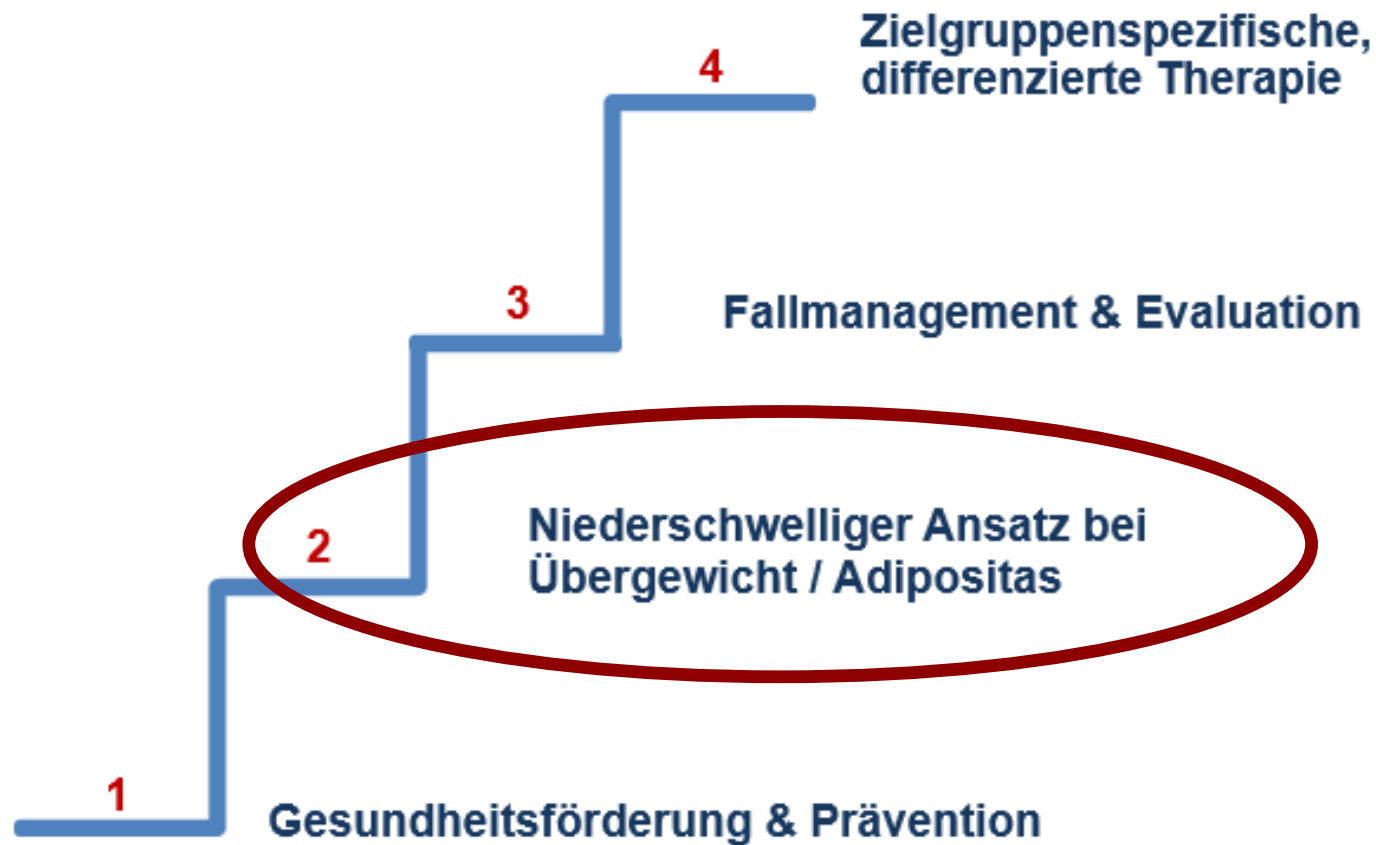 4
Zielgruppenspezifische,
differenzierte Therapie
3
Fallmanagement & Evaluation
2
Niederschwelliger Ansatz bei
Übergewicht / Adipositas
1
Gesundheitsförderung & Prävention